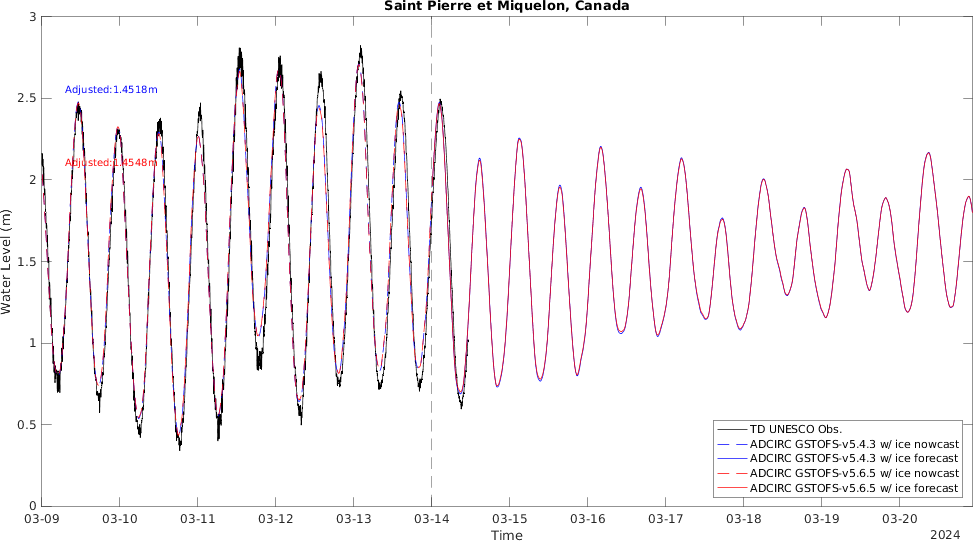 Saint Pierre et Miquelon, Canada
3
2.5
2
1.5
1
0.5
0
Water Level (m)
Adjusted:1.4518m
Adjusted:1.4548m
TD UNESCO Obs.
ADCIRC GSTOFS-v5.4.3 w/ ice nowcast
ADCIRC GSTOFS-v5.4.3 w/ ice forecast
ADCIRC GSTOFS-v5.6.5 w/ ice nowcast
ADCIRC GSTOFS-v5.6.5 w/ ice forecast
03-09 03-10 03-11 03-12 03-13 03-14 03-15 03-16 03-17 03-18 03-19 03-20
Time
2024